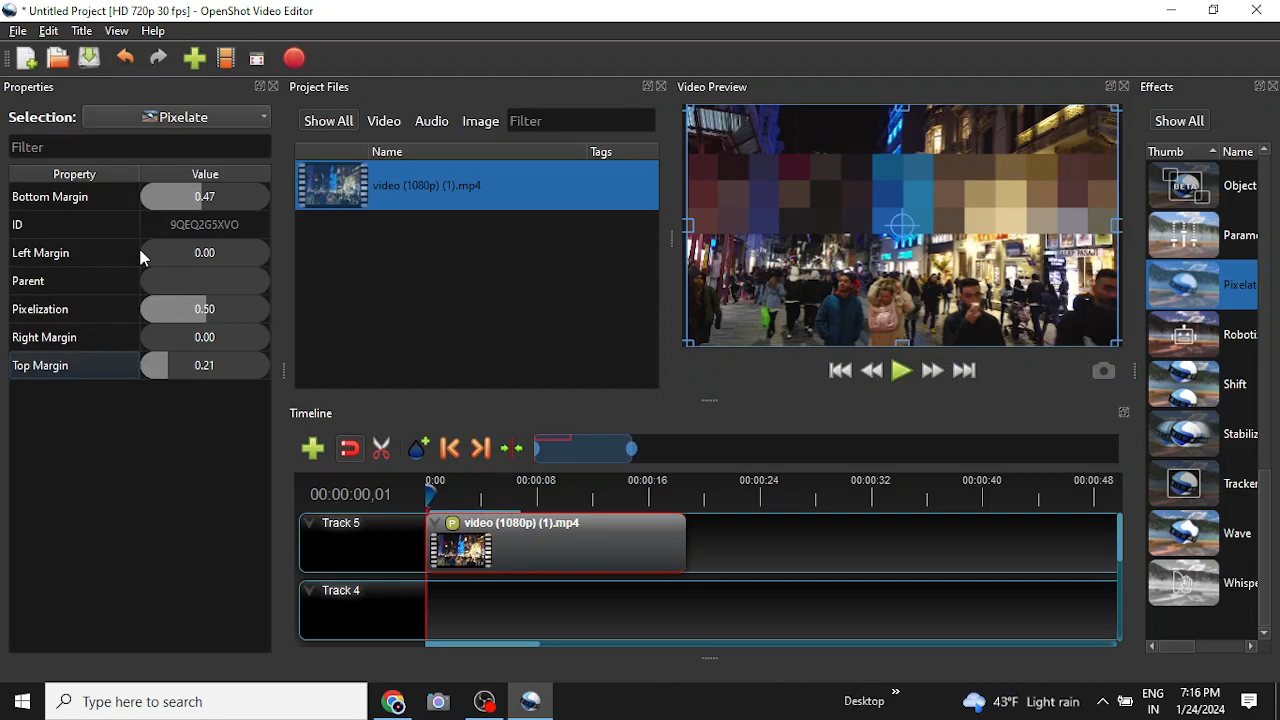 * Untitled Project [HD 720p 30 fps] - OpenShot Video Editor
File Edit Title View Help
Properties
Selection: Pixelate
Filter
Property Value
Bottom Margin 0.47
ID 9QEQ2G5XVO
Left Margin 0.00
Parent
Pixelization 0.50
Right Margin 0.00
Top Margin 0.21
Project Files
Show All Video Audio Image Filter
Name Tags
video (1080p) (1).mp4
Video Preview
Effects
Show All
Thumb Name
BETA Object
Parame
Pixelat
Roboti
Shift
Stabiliz
Tracker
Wave
Whispe
Timeline
00:00:00,01
0:00 00:00:08 00:00:16 00:00:24 00:00:32 00:00:40 00:00:48
Track 5
P video (1080p) (1).mp4
Track 4
Type here to search
Desktop
43°F Light rain
ENG
IN
7:16 PM
1/24/2024